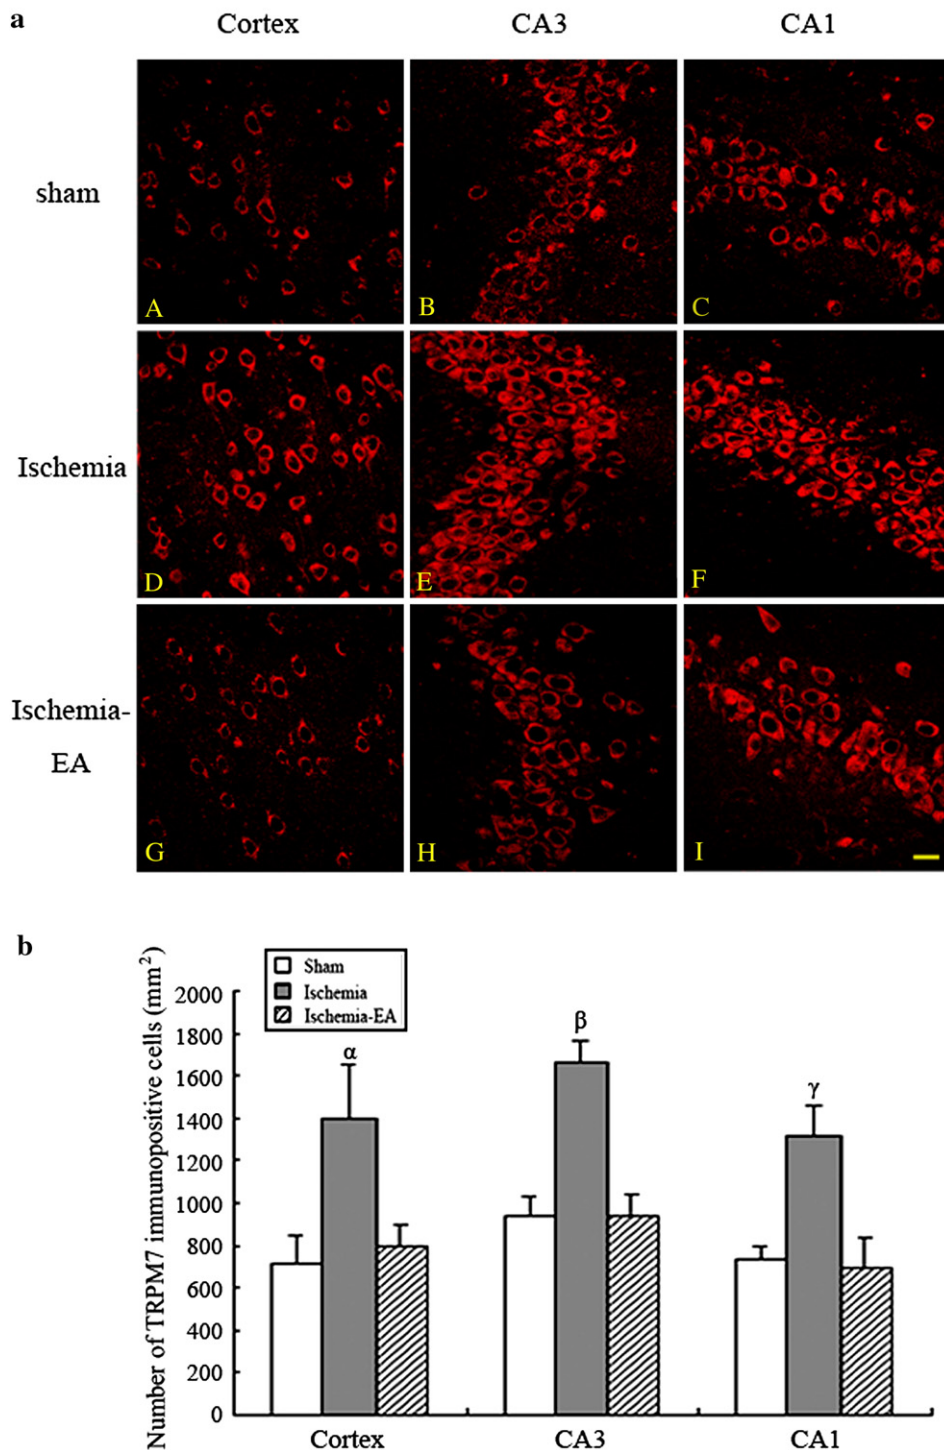 a
Cortex CA3 CA1
sham
A B C
Ischemia
D E F
Ischemia-
EA
G H I
b
Number of TRPM7 immunopositive cells (mm²)
Sham
Ischemia
Ischemia-EA
2000
1800
1600
1400
1200
1000
800
600
400
200
0
α β γ
Cortex CA3 CA1